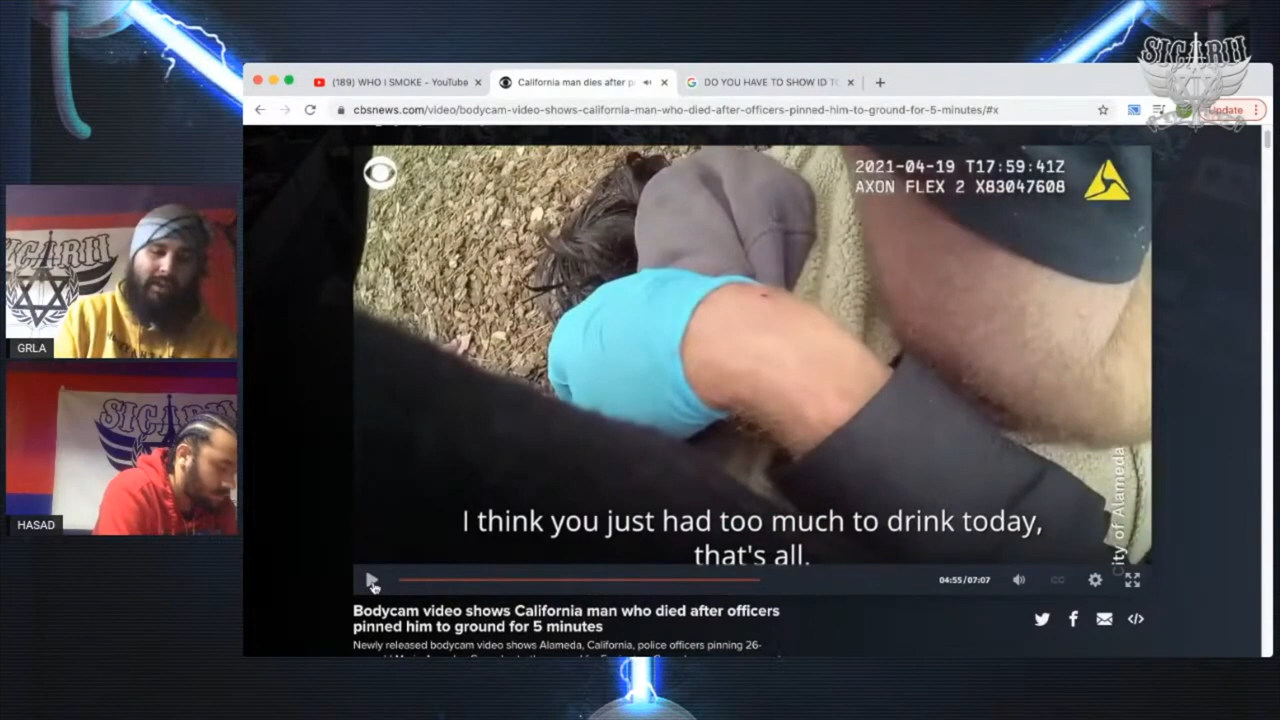 SICARII
(189) WHO I SMOKE - YouTube
California man dies after p
DO YOU HAVE TO SHOW ID T
cbsnews.com/video/bodycam-video-shows-california-man-who-died-after-officers-pinned-him-to-ground-for-5-minutes/#x
Update
2021-04-19 T17:59:41Z
AXON FLEX 2 X83047608
SICARII
GRLA
SICARII
HASAD
City of Alameda
I think you just had too much to drink today,
that's all.
04:55/07:07
CC
Bodycam video shows California man who died after officers
pinned him to ground for 5 minutes
Newly released bodycam video shows Alameda, California, police officers pinning 26-